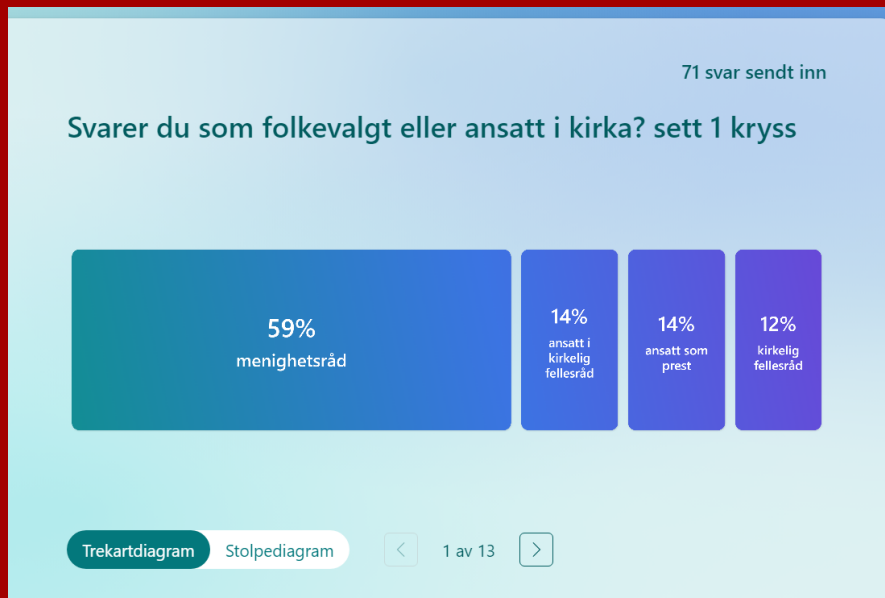 71 svar sendt inn
Svarer du som folkevalgt eller ansatt i kirka? sett 1 kryss
59%
menighetsråd
14%
ansatt i
kirkelig
fellesråd
14%
ansatt som
prest
12%
kirkelig
fellesråd
Trekartdiagram
Stolpediagram
1 av 13